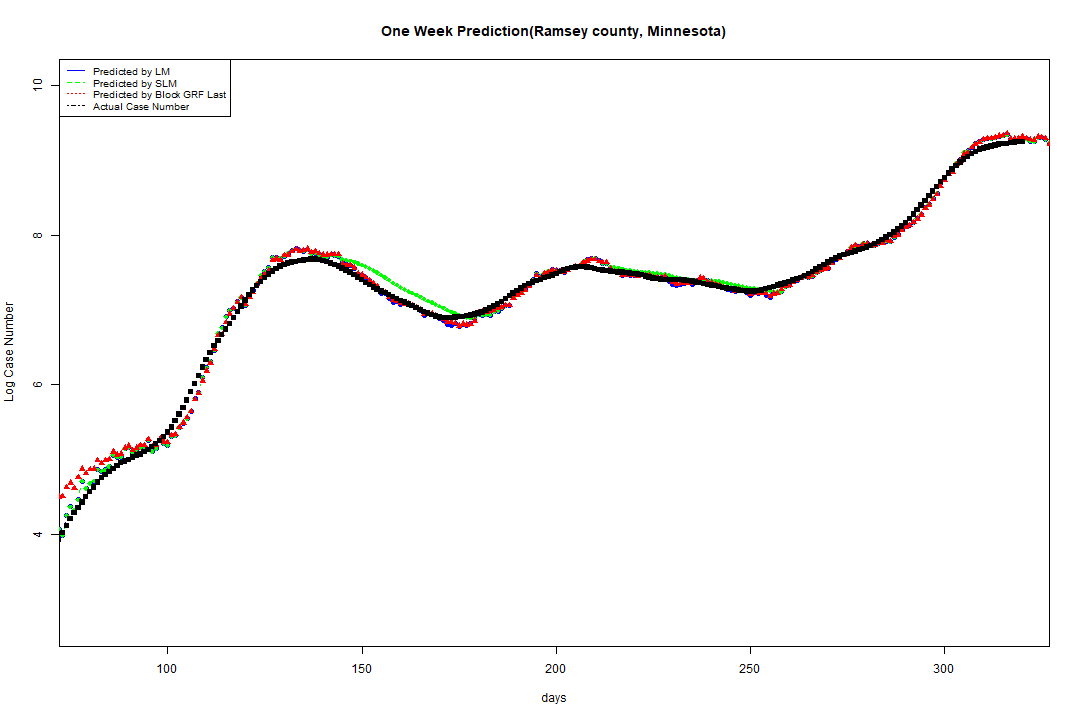 One Week Prediction(Ramsey county, Minnesota)
Predicted by LM
Predicted by SLM
Predicted by Block GRF Last
Actual Case Number
10
8
6
4
Log Case Number
100 150 200 250 300
days